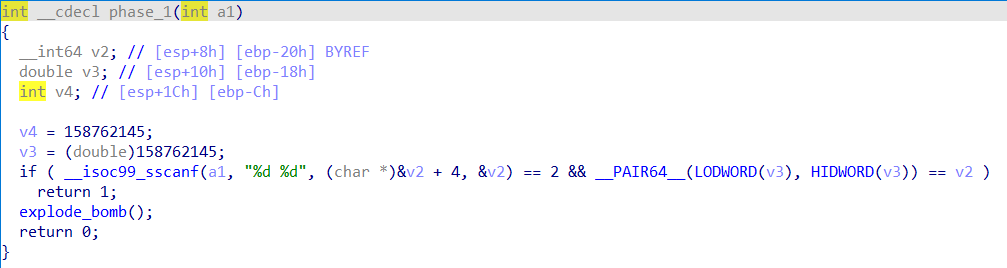 int __cdecl phase_1(int a1)
{
  __int64 v2; // [esp+8h] [ebp-20h] BYREF
  double v3; // [esp+10h] [ebp-18h]
  int v4; // [esp+1Ch] [ebp-Ch]

  v4 = 158762145;
  v3 = (double)158762145;
  if ( __isoc99_sscanf(a1, "%d %d", (char *)&v2 + 4, &v2) == 2 && __PAIR64__(LODWORD(v3), HIDWORD(v3)) == v2 )
    return 1;
  explode_bomb();
  return 0;
}